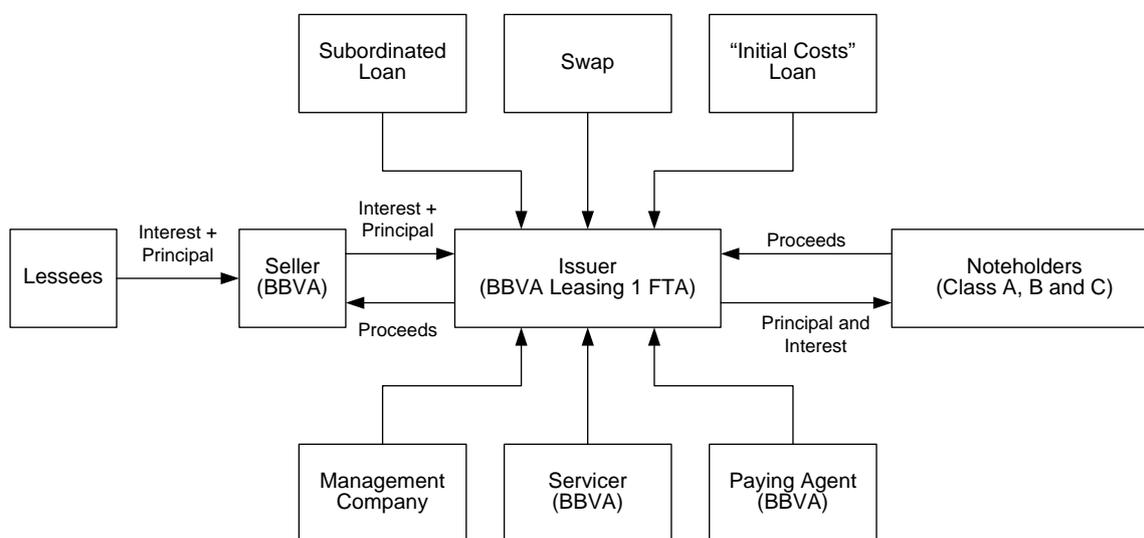 Subordinated
Loan
Swap
“Initial Costs”
Loan
Interest +
Principal
Interest +
Principal
Proceeds
Lessees
Seller
(BBVA)
Issuer
(BBVA Leasing 1 FTA)
Noteholders
(Class A, B and C)
Proceeds
Principal and
Interest
Management
Company
Servicer
(BBVA)
Paying Agent
(BBVA)